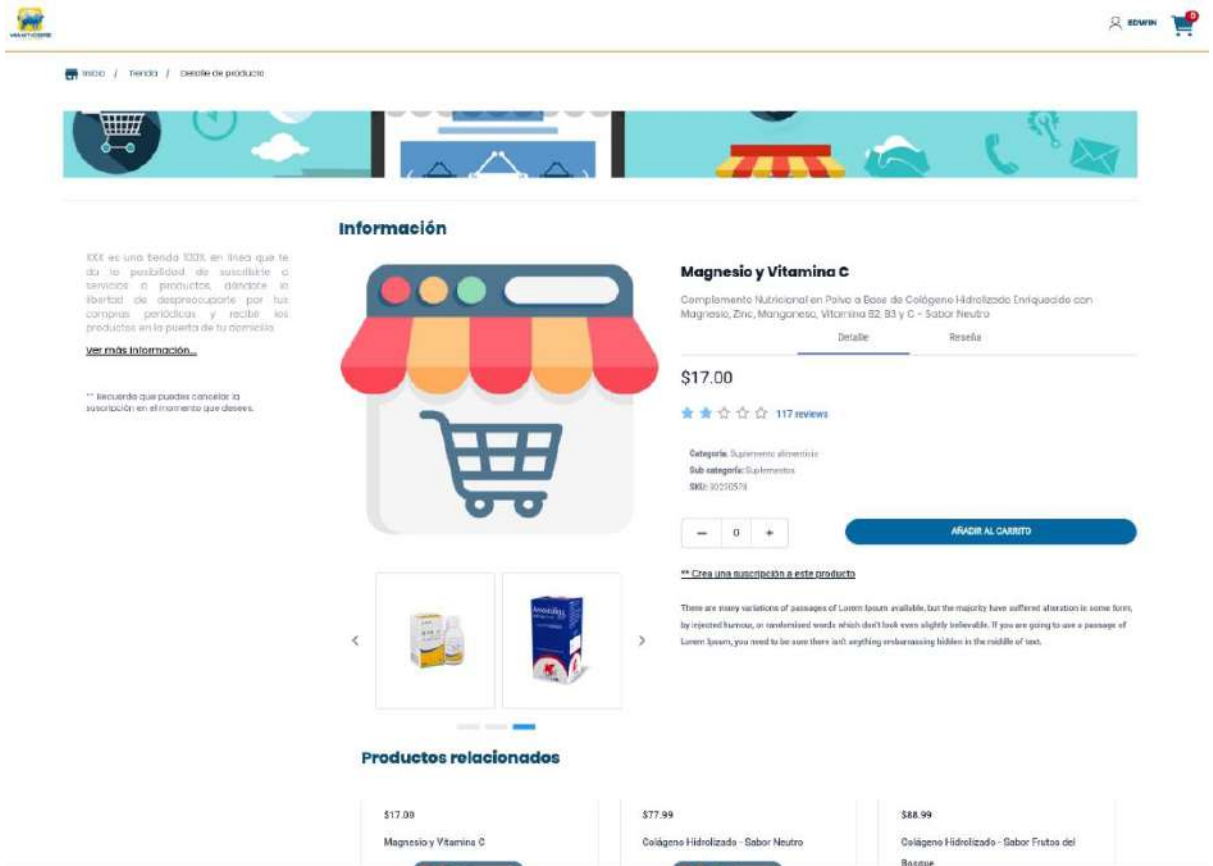 EDWIN
0
Inicio / Tienda / Detalle de producto
Información
XXX es una tienda 100% en línea que te
da la posibilidad de suscribirte a
servicios o productos, dándote la
libertad de despreocuparte por tus
compras periódicas y recibir los
productos en la puerta de tu domicilio.
Ver más información...
** Recuerda que puedes cancelar la
suscripción en el momento que desees.
Magnesio y Vitamina C
Complemento Nutricional en Polvo a Base de Colágeno Hidrolizado Enriquecido con
Magnesio, Zinc, Manganeso, Vitamina B2, B3 y C - Sabor Neutro
Detalle Reseña
$17.00
117 reviews
Categoría: Suplemento alimenticio
Sub categoría: Suplementos
SKU: 30230578
— 0 +
AÑADIR AL CARRITO
** Crea una suscripción a este producto
There are many variations of passages of Lorem Ipsum available, but the majority have suffered alteration in some form,
by injected humour, or randomised words which don't look even slightly believable. If you are going to use a passage of
Lorem Ipsum, you need to be sure there isn't anything embarrassing hidden in the middle of text.
Productos relacionados
$17.00
Magnesio y Vitamina C
$77.99
Colágeno Hidrolizado - Sabor Neutro
$88.99
Colágeno Hidrolizado - Sabor Frutos del
Bosque